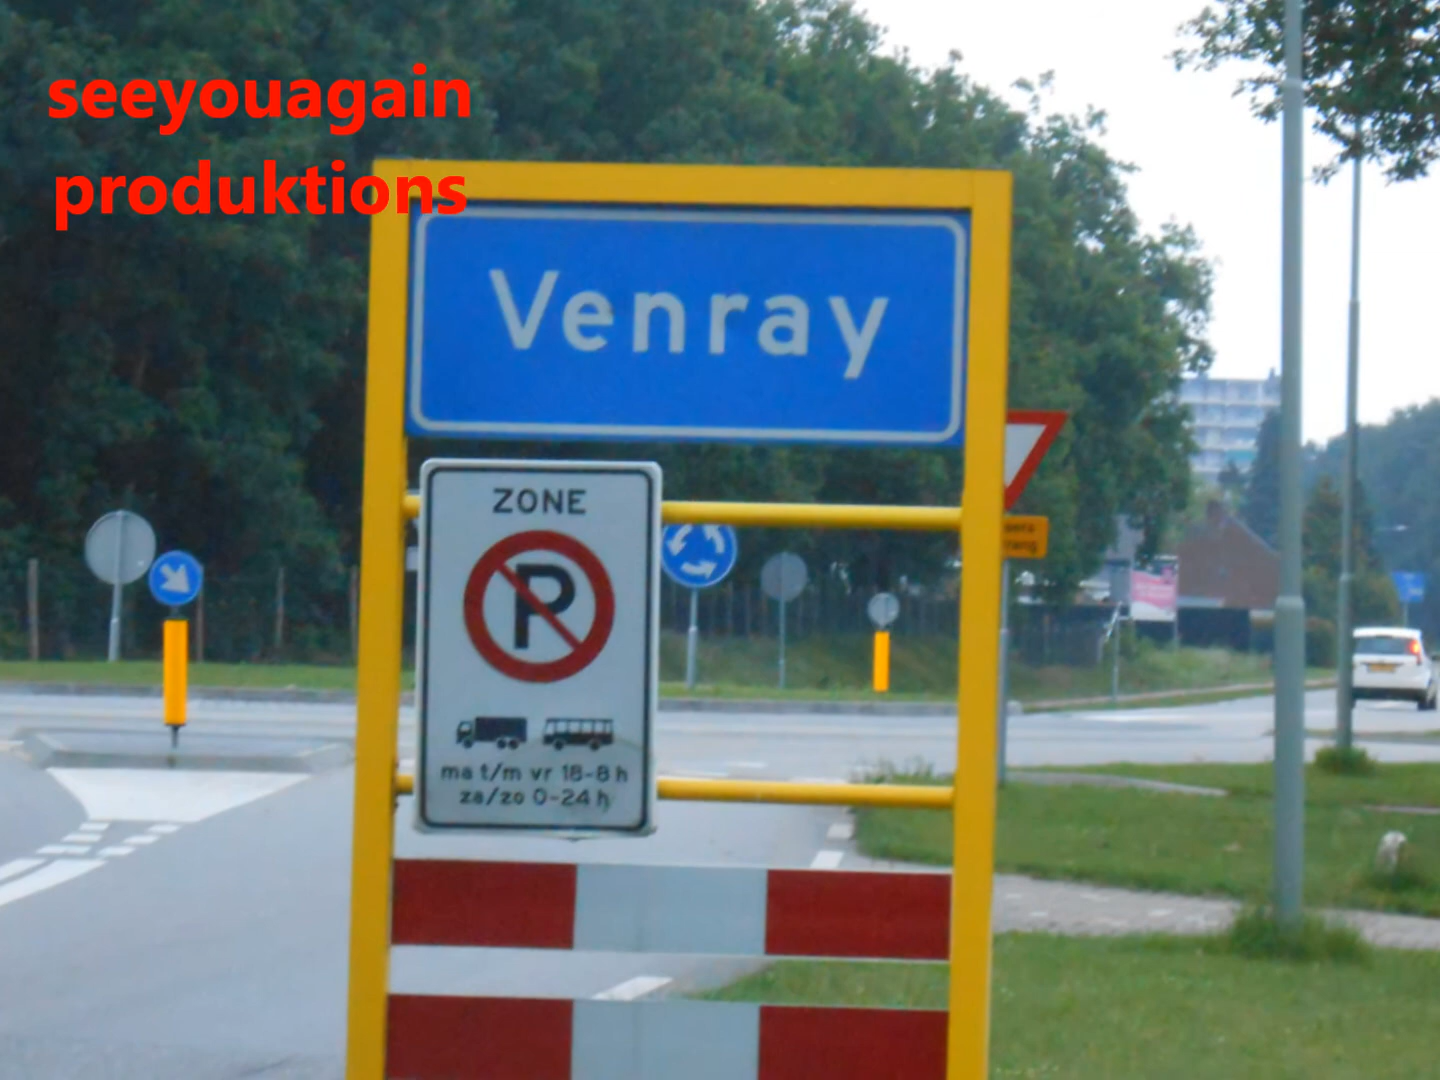 seeyouagain
produktions
Venray
ZONE
P
ma t/m vr 18-8 h
za/zo 0-24 h